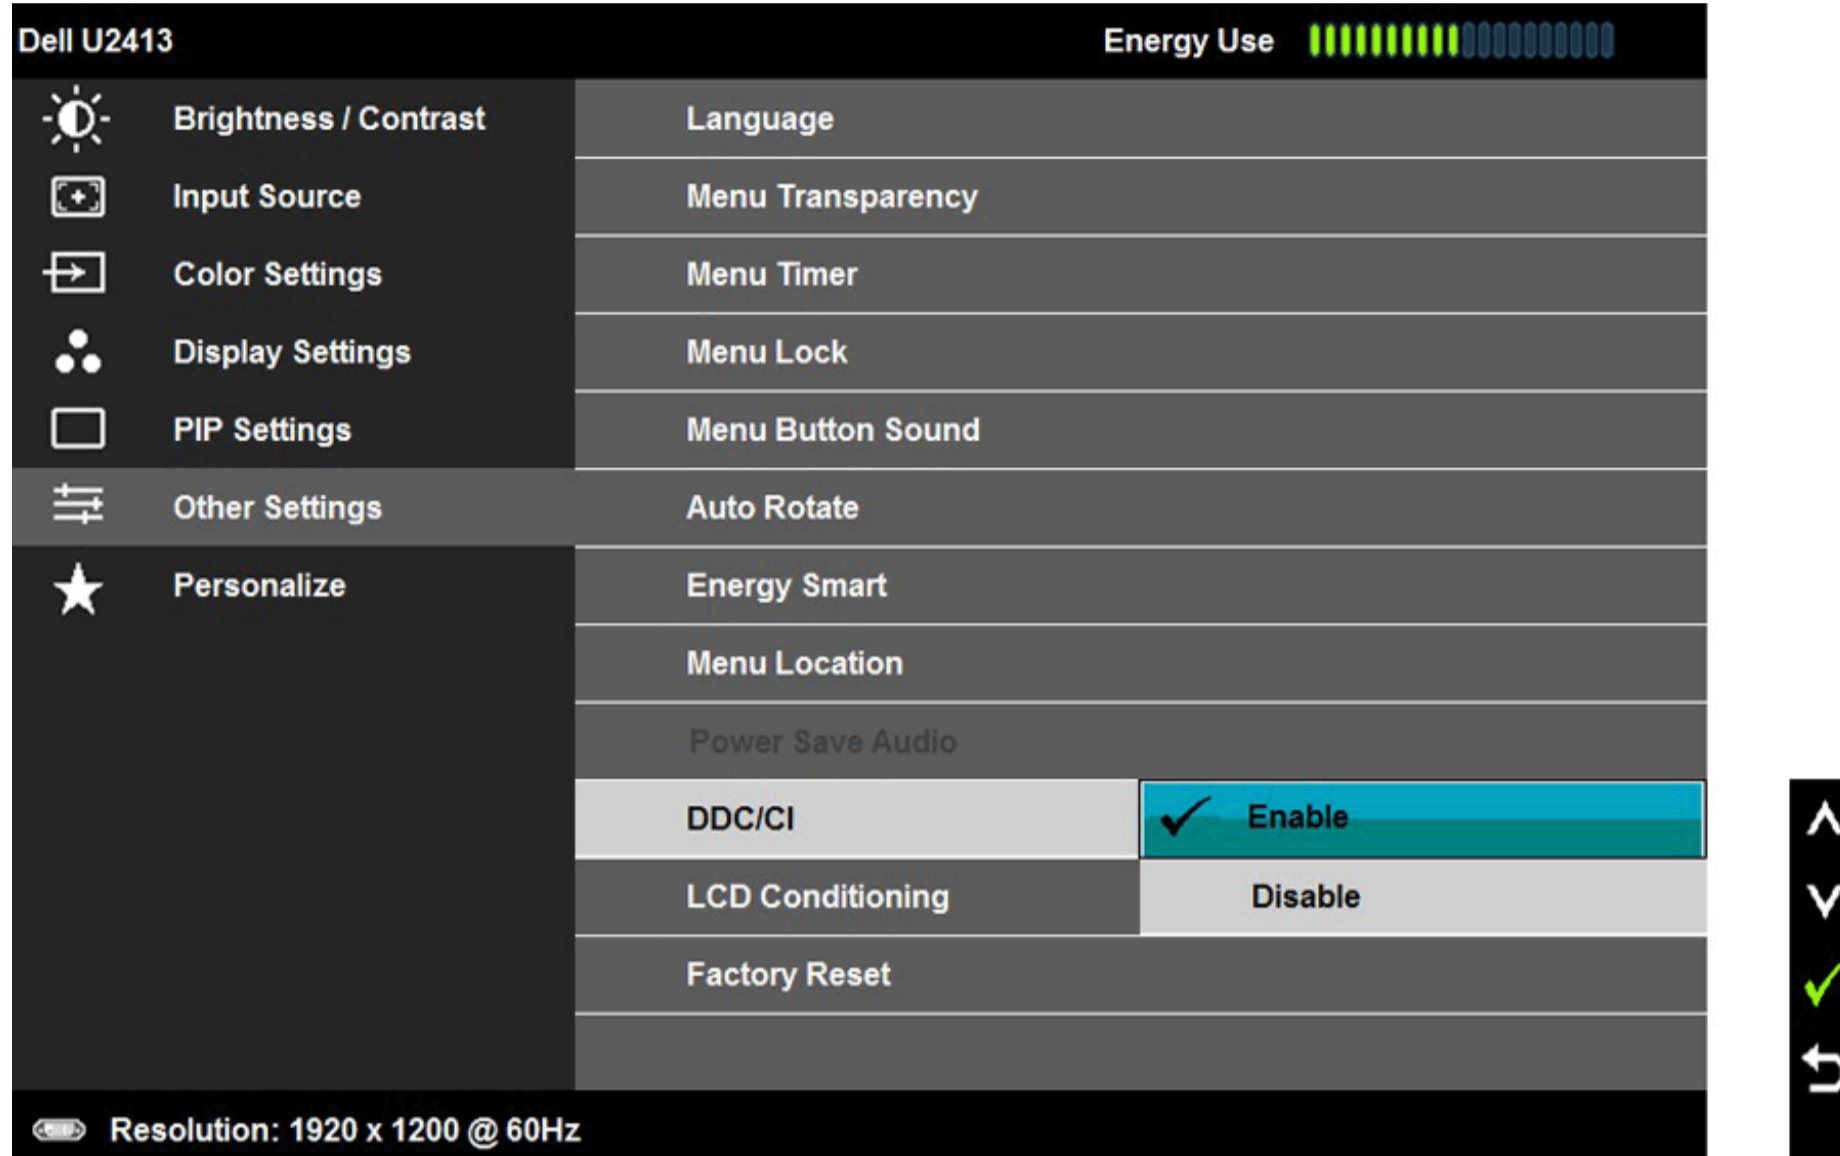 Dell U2413
Energy Use
Brightness / Contrast
Input Source
Color Settings
Display Settings
PIP Settings
Other Settings
Personalize
Language
Menu Transparency
Menu Timer
Menu Lock
Menu Button Sound
Auto Rotate
Energy Smart
Menu Location
Power Save Audio
DDC/CI
Enable
LCD Conditioning
Disable
Factory Reset
Resolution: 1920 x 1200 @ 60Hz